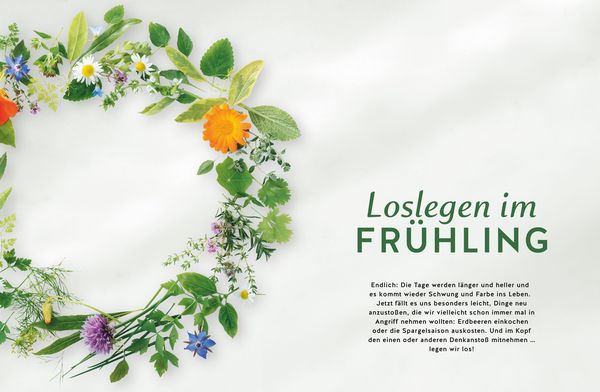 Loslegen im
FRÜHLING
Endlich: Die Tage werden länger und heller und
es kommt wieder Schwung und Farbe ins Leben.
Jetzt fällt es uns besonders leicht, Dinge neu
anzustoßen, die wir vielleicht schon immer mal in
Angriff nehmen wollten: Erdbeeren einkochen
oder die Spargelsaison auskosten. Und im Kopf
den einen oder anderen Denkanstoß mitnehmen ...
legen wir los!